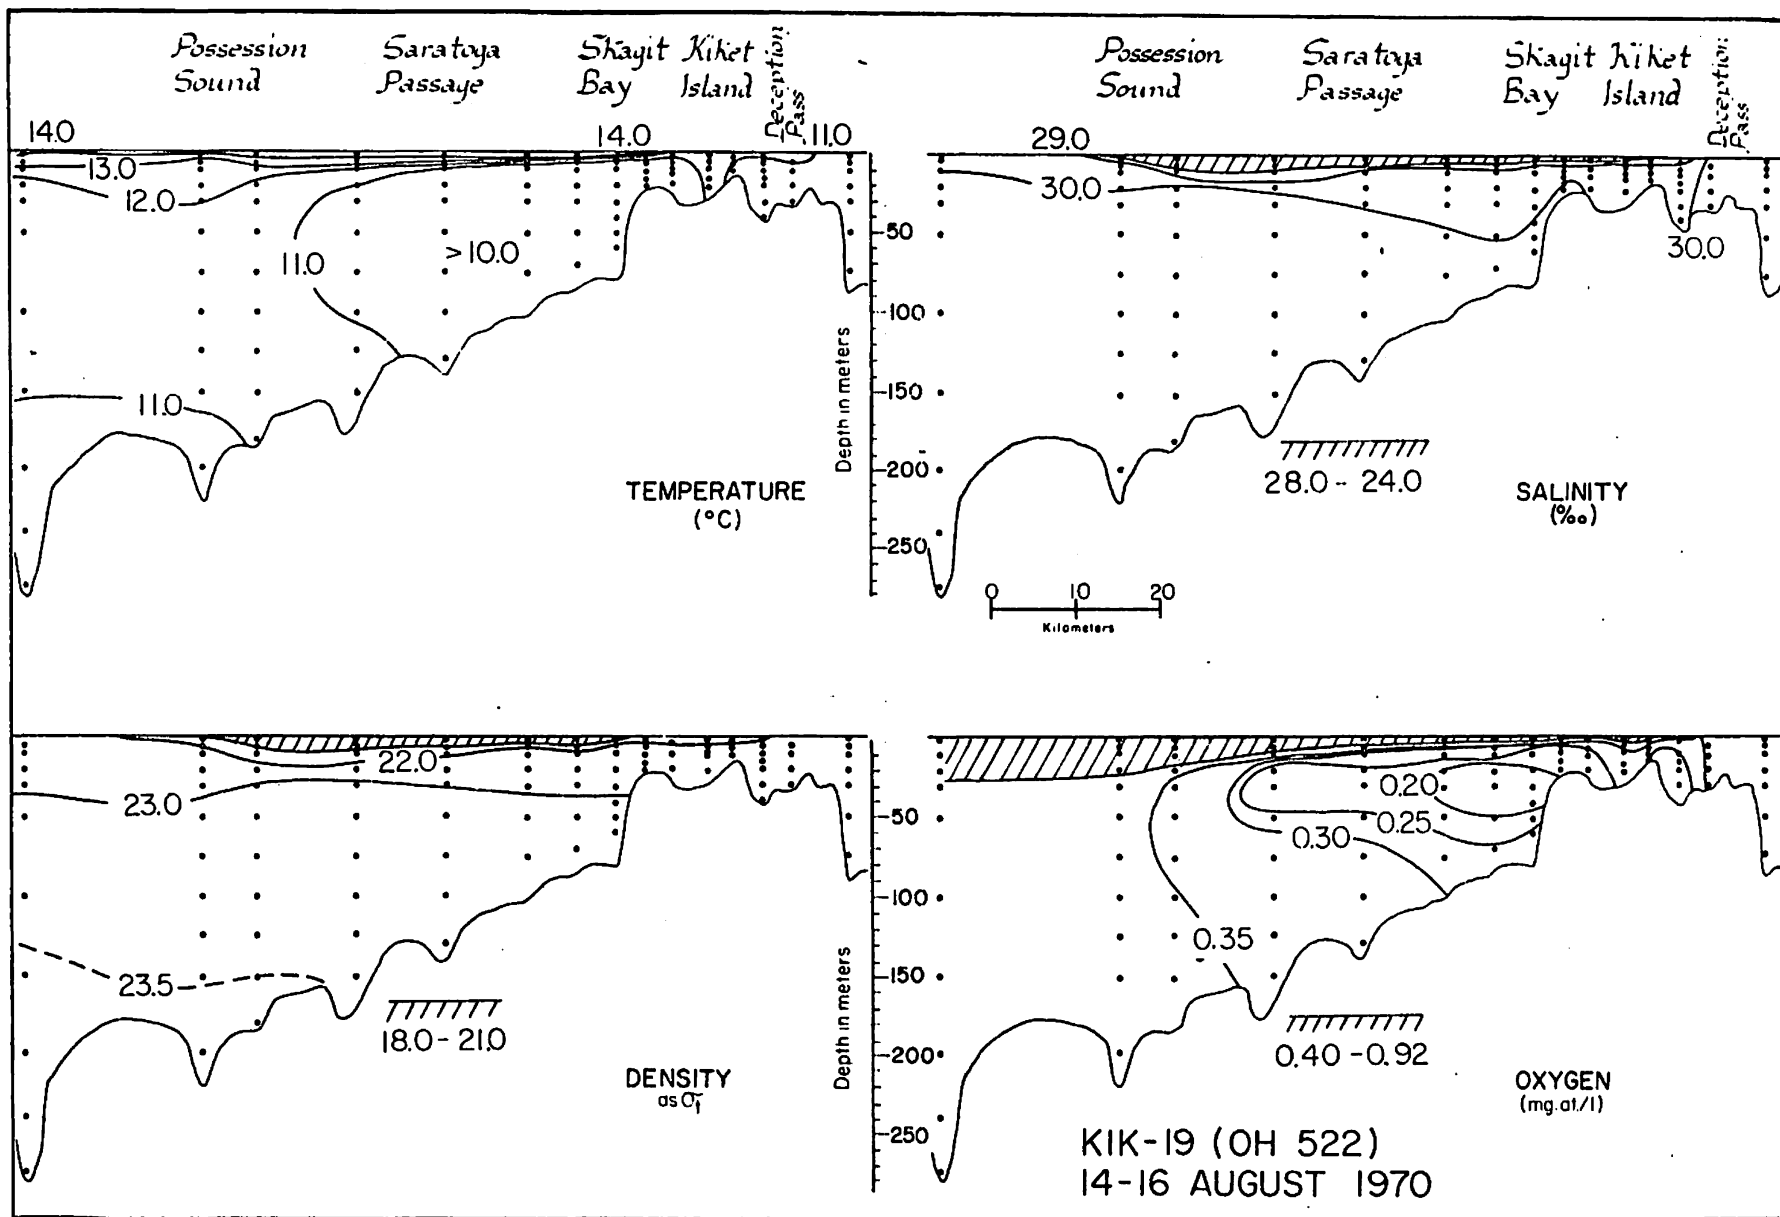 Possession Sound
Saratoga Passage
Skagit Bay
Kiket Island
Deception Pass
14.0
14.0
11.0
13.0
12.0
11.0
>10.0
11.0
TEMPERATURE
(°C)
Depth in meters
-50
-100
-150
-200
-250
Possession Sound
Saratoga Passage
Skagit Bay
Kiket Island
Deception Pass
29.0
30.0
30.0
28.0 - 24.0
SALINITY
(‰)
0 10 20
Kilometers
22.0
23.0
23.5
18.0 - 21.0
DENSITY
as σt
Depth in meters
-50
-100
-150
-200
-250
0.20
0.25
0.30
0.35
0.40 - 0.92
OXYGEN
(mg.at./l)
KIK-19 (OH 522)
14-16 AUGUST 1970